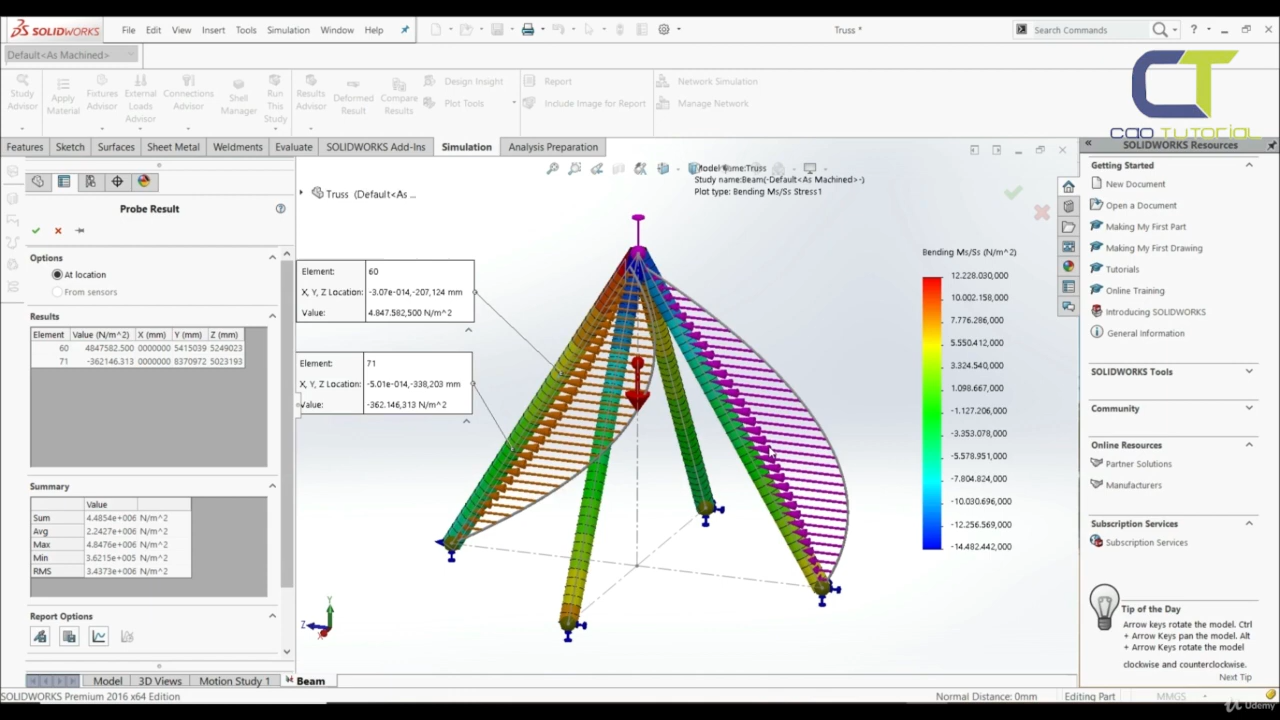 SOLIDWORKS File Edit View Insert Tools Simulation Window Help Truss * Search Commands
Default<As Machined>
Study Advisor
Apply Material
Fixtures Advisor
External Loads Advisor
Connections Advisor
Shell Manager
Run This Study
Results Advisor
Deformed Result
Compare Results
Design Insight
Plot Tools
Report
Include Image for Report
Network Simulation
Manage Network
CT
CAD TUTORIAL
Features Sketch Surfaces Sheet Metal Weldments Evaluate SOLIDWORKS Add-Ins Simulation Analysis Preparation
Probe Result
Options
At location
From sensors
Results
Element Value (N/m^2) X (mm) Y (mm) Z (mm)
60 4847582.500 0000000 5415039 5249023
71 -362146.313 0000000 8370972 5023193
Summary
Value
Sum 4.4854e+006 N/m^2
Avg 2.2427e+006 N/m^2
Max 4.8476e+006 N/m^2
Min 3.6215e+005 N/m^2
RMS 3.4373e+006 N/m^2
Report Options
Truss (Default<As ...
Model Name:Truss
Study name:Beam(-Default<As Machined>-)
Plot type: Bending Ms/Ss Stress1
Element: 60
X, Y, Z Location: -3.07e-014,-207,124 mm
Value: 4.847.582,500 N/m^2
Element: 71
X, Y, Z Location: -5.01e-014,-338,203 mm
Value: -362.146,313 N/m^2
Bending Ms/Ss (N/m^2)
12.228.030,000
10.002.158,000
7.776.286,000
5.550.412,000
3.324.540,000
1.098.667,000
-1.127.206,000
-3.353.078,000
-5.578.951,000
-7.804.824,000
-10.030.696,000
-12.256.569,000
-14.482.442,000
Y
Z
X
SOLIDWORKS Resources
Getting Started
New Document
Open a Document
Making My First Part
Making My First Drawing
Tutorials
Online Training
Introducing SOLIDWORKS
General Information
SOLIDWORKS Tools
Community
Online Resources
Partner Solutions
Manufacturers
Subscription Services
Subscription Services
Tip of the Day
Arrow keys rotate the model. Ctrl
+ Arrow Keys pan the model. Alt
+ Arrow Keys rotate the model
clockwise and counterclockwise.
Next Tip
Model 3D Views Motion Study 1 Beam
SOLIDWORKS Premium 2016 x64 Edition Normal Distance: 0mm Editing Part MMGS
Udemy